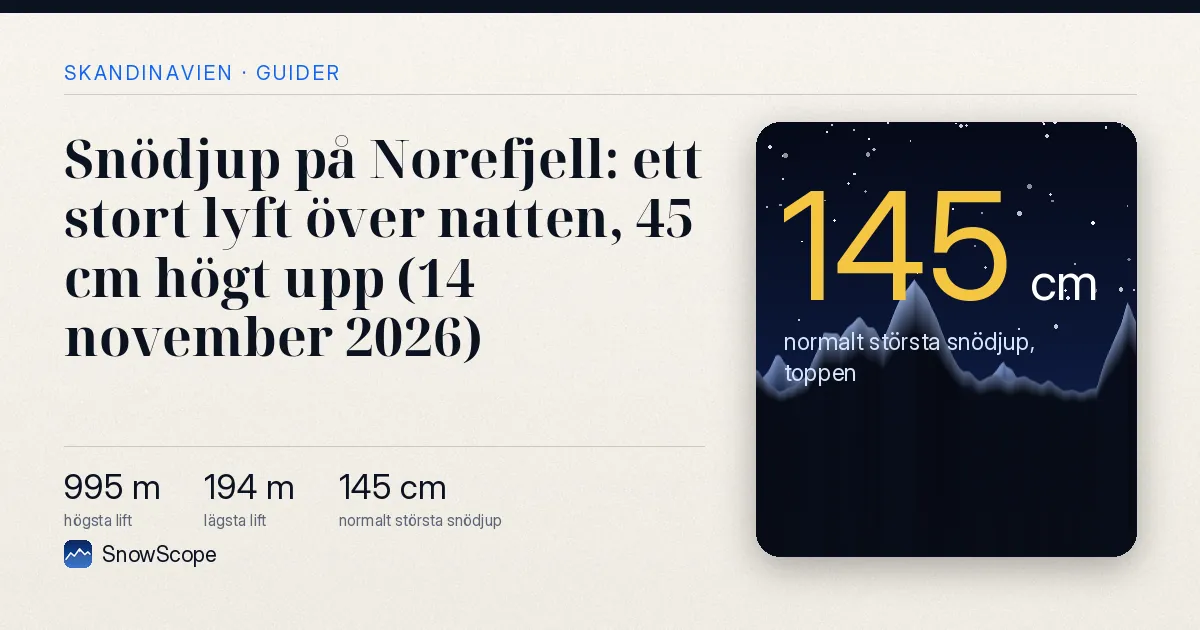 SKANDINAVIEN · GUIDER
Snödjup på Norefjell: ett
stort lyft över natten, 45
cm högt upp (14
november 2026)
145 cm
normalt största snödjup,
toppen
995 m
högsta lift
194 m
lägsta lift
145 cm
normalt största snödjup
SnowScope